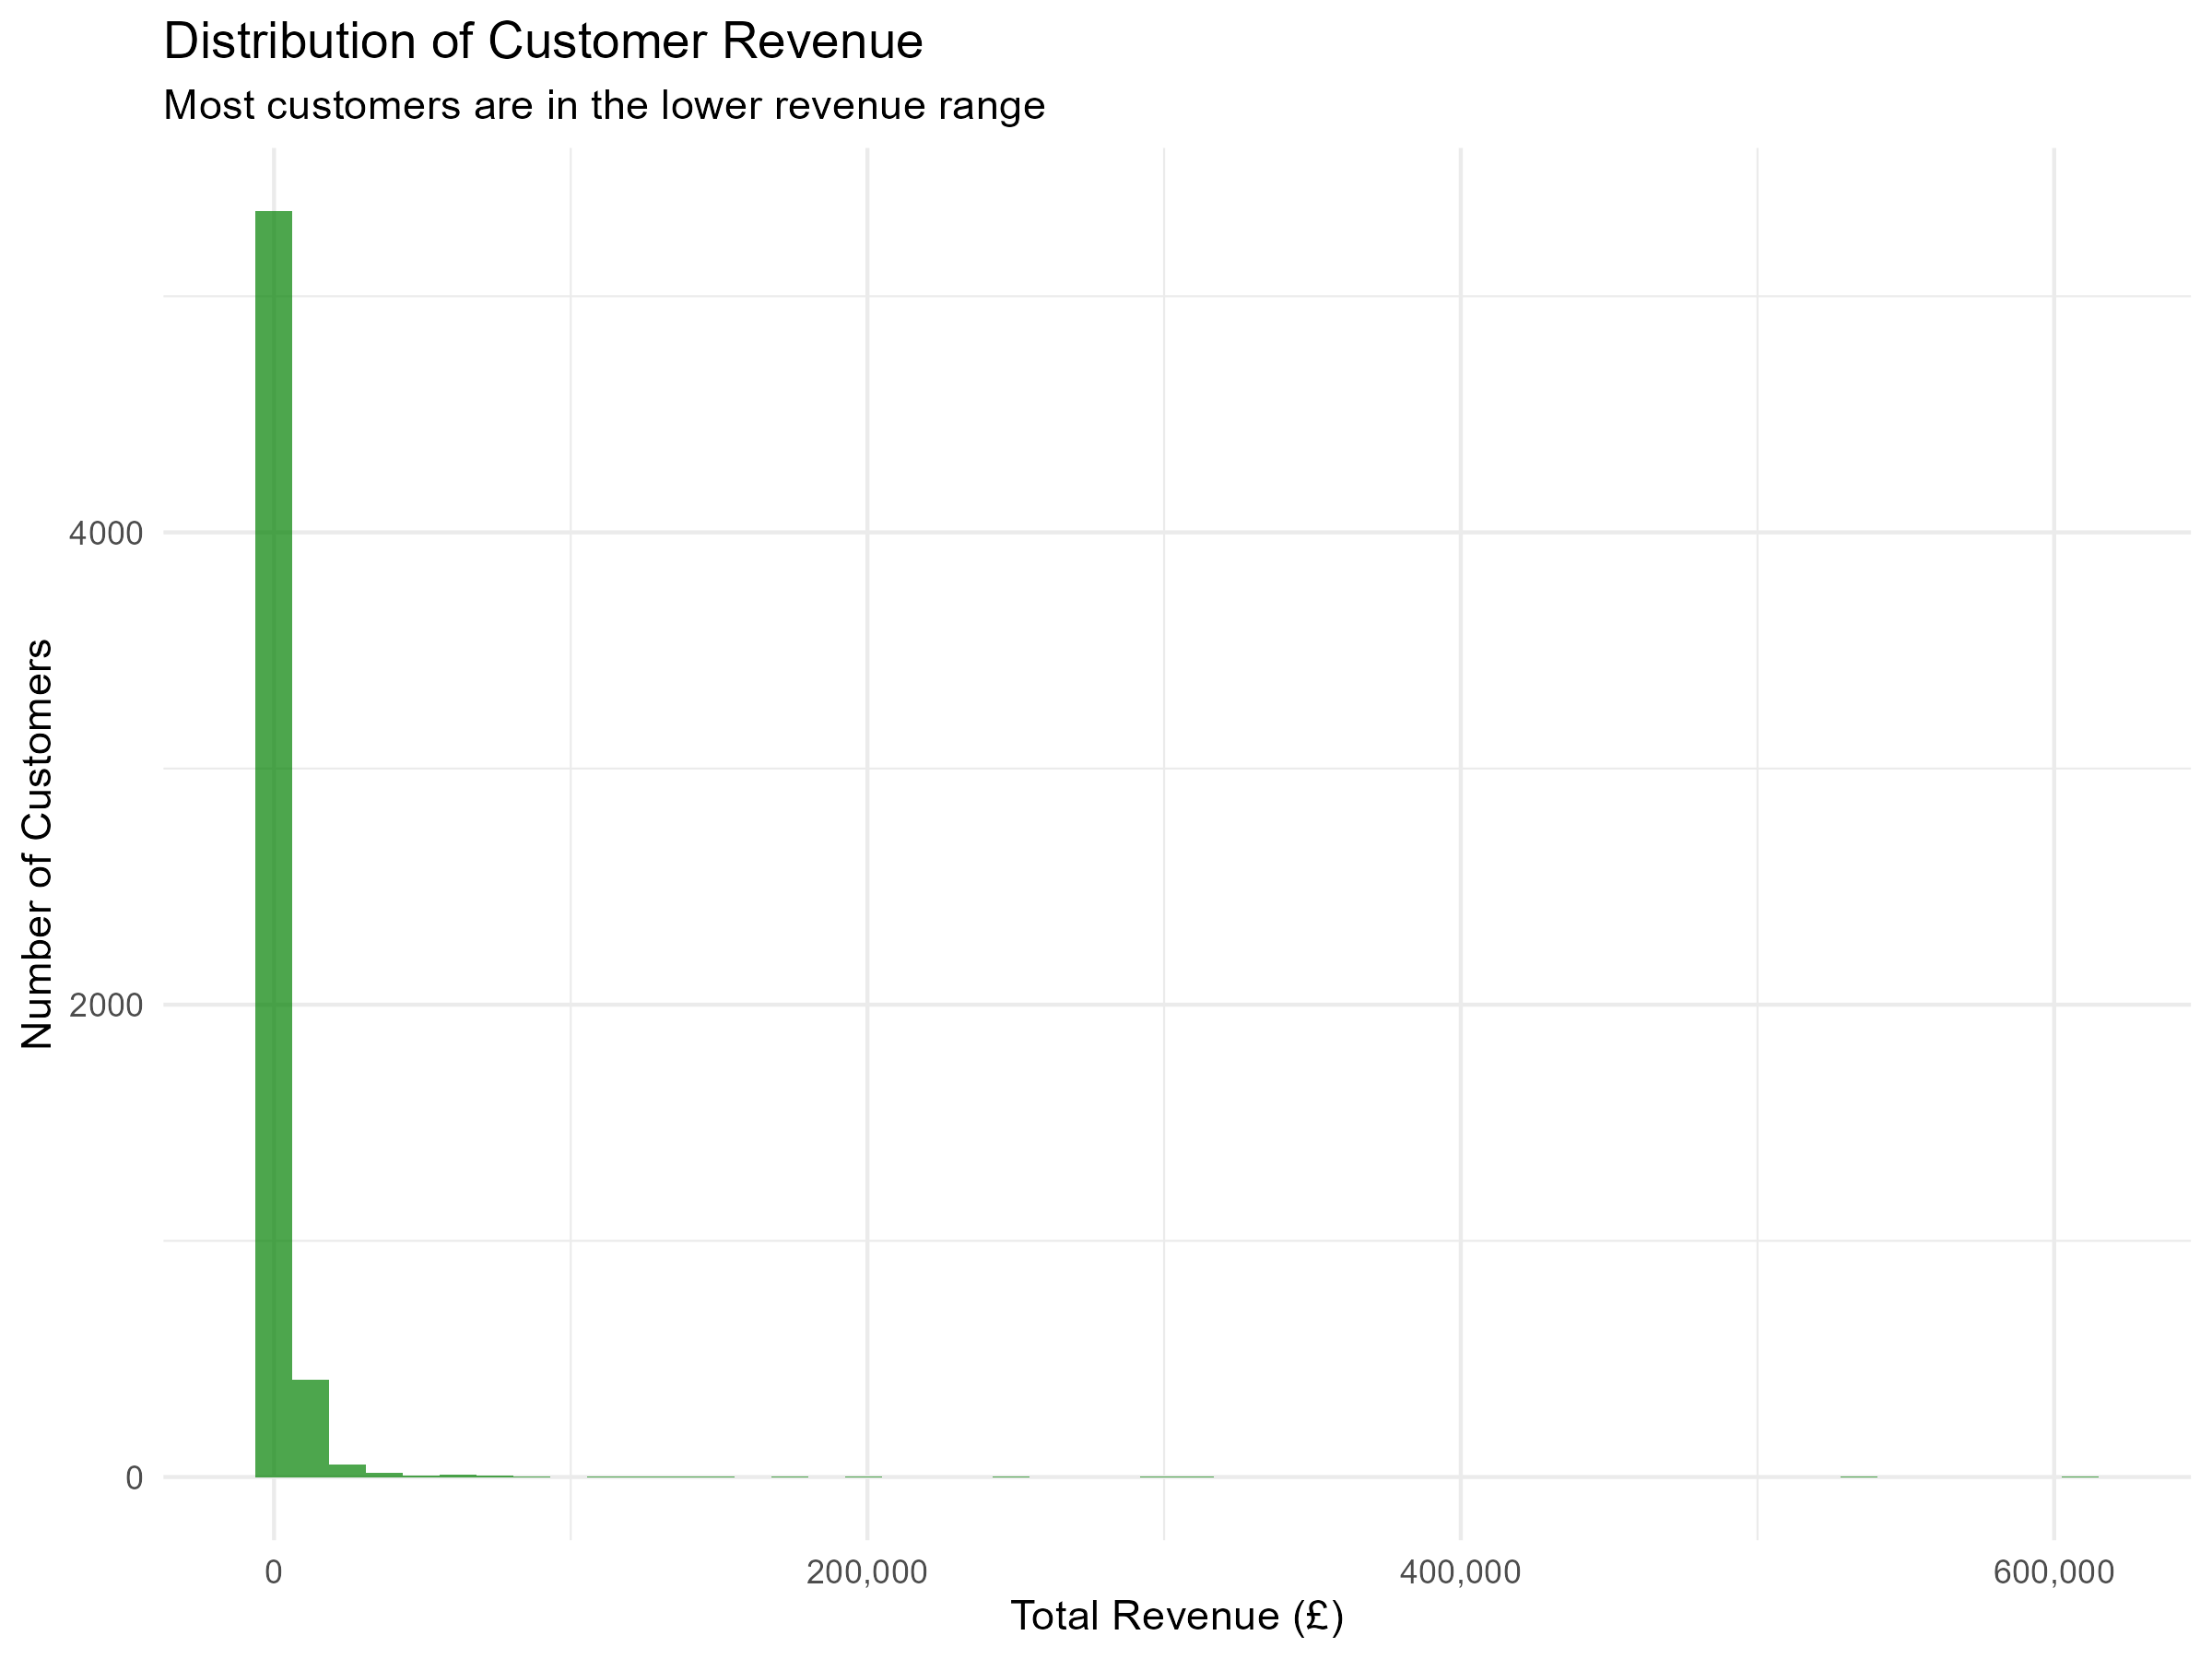 Distribution of Customer Revenue
Most customers are in the lower revenue range
Number of Customers
4000
2000
0
0
200,000
400,000
600,000
Total Revenue (£)